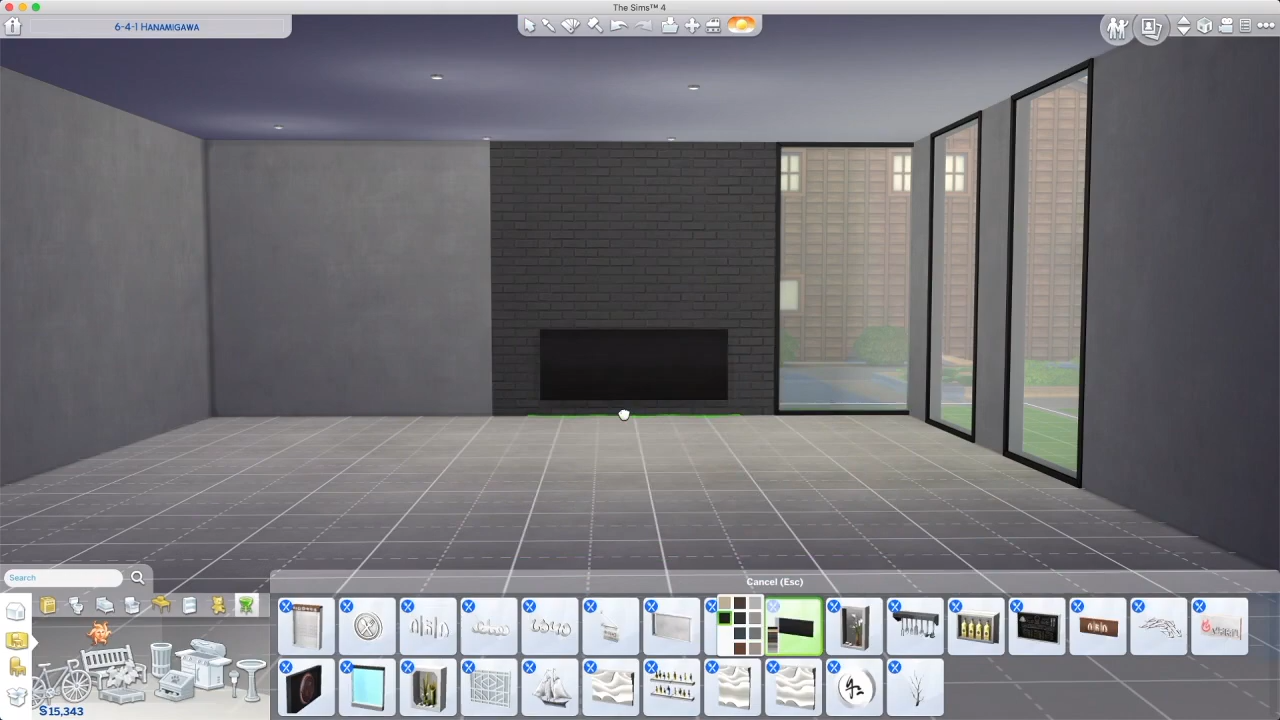 The Sims™ 4
6-4-1 HANAMIGAWA
Cancel (Esc)
Search
§15,343